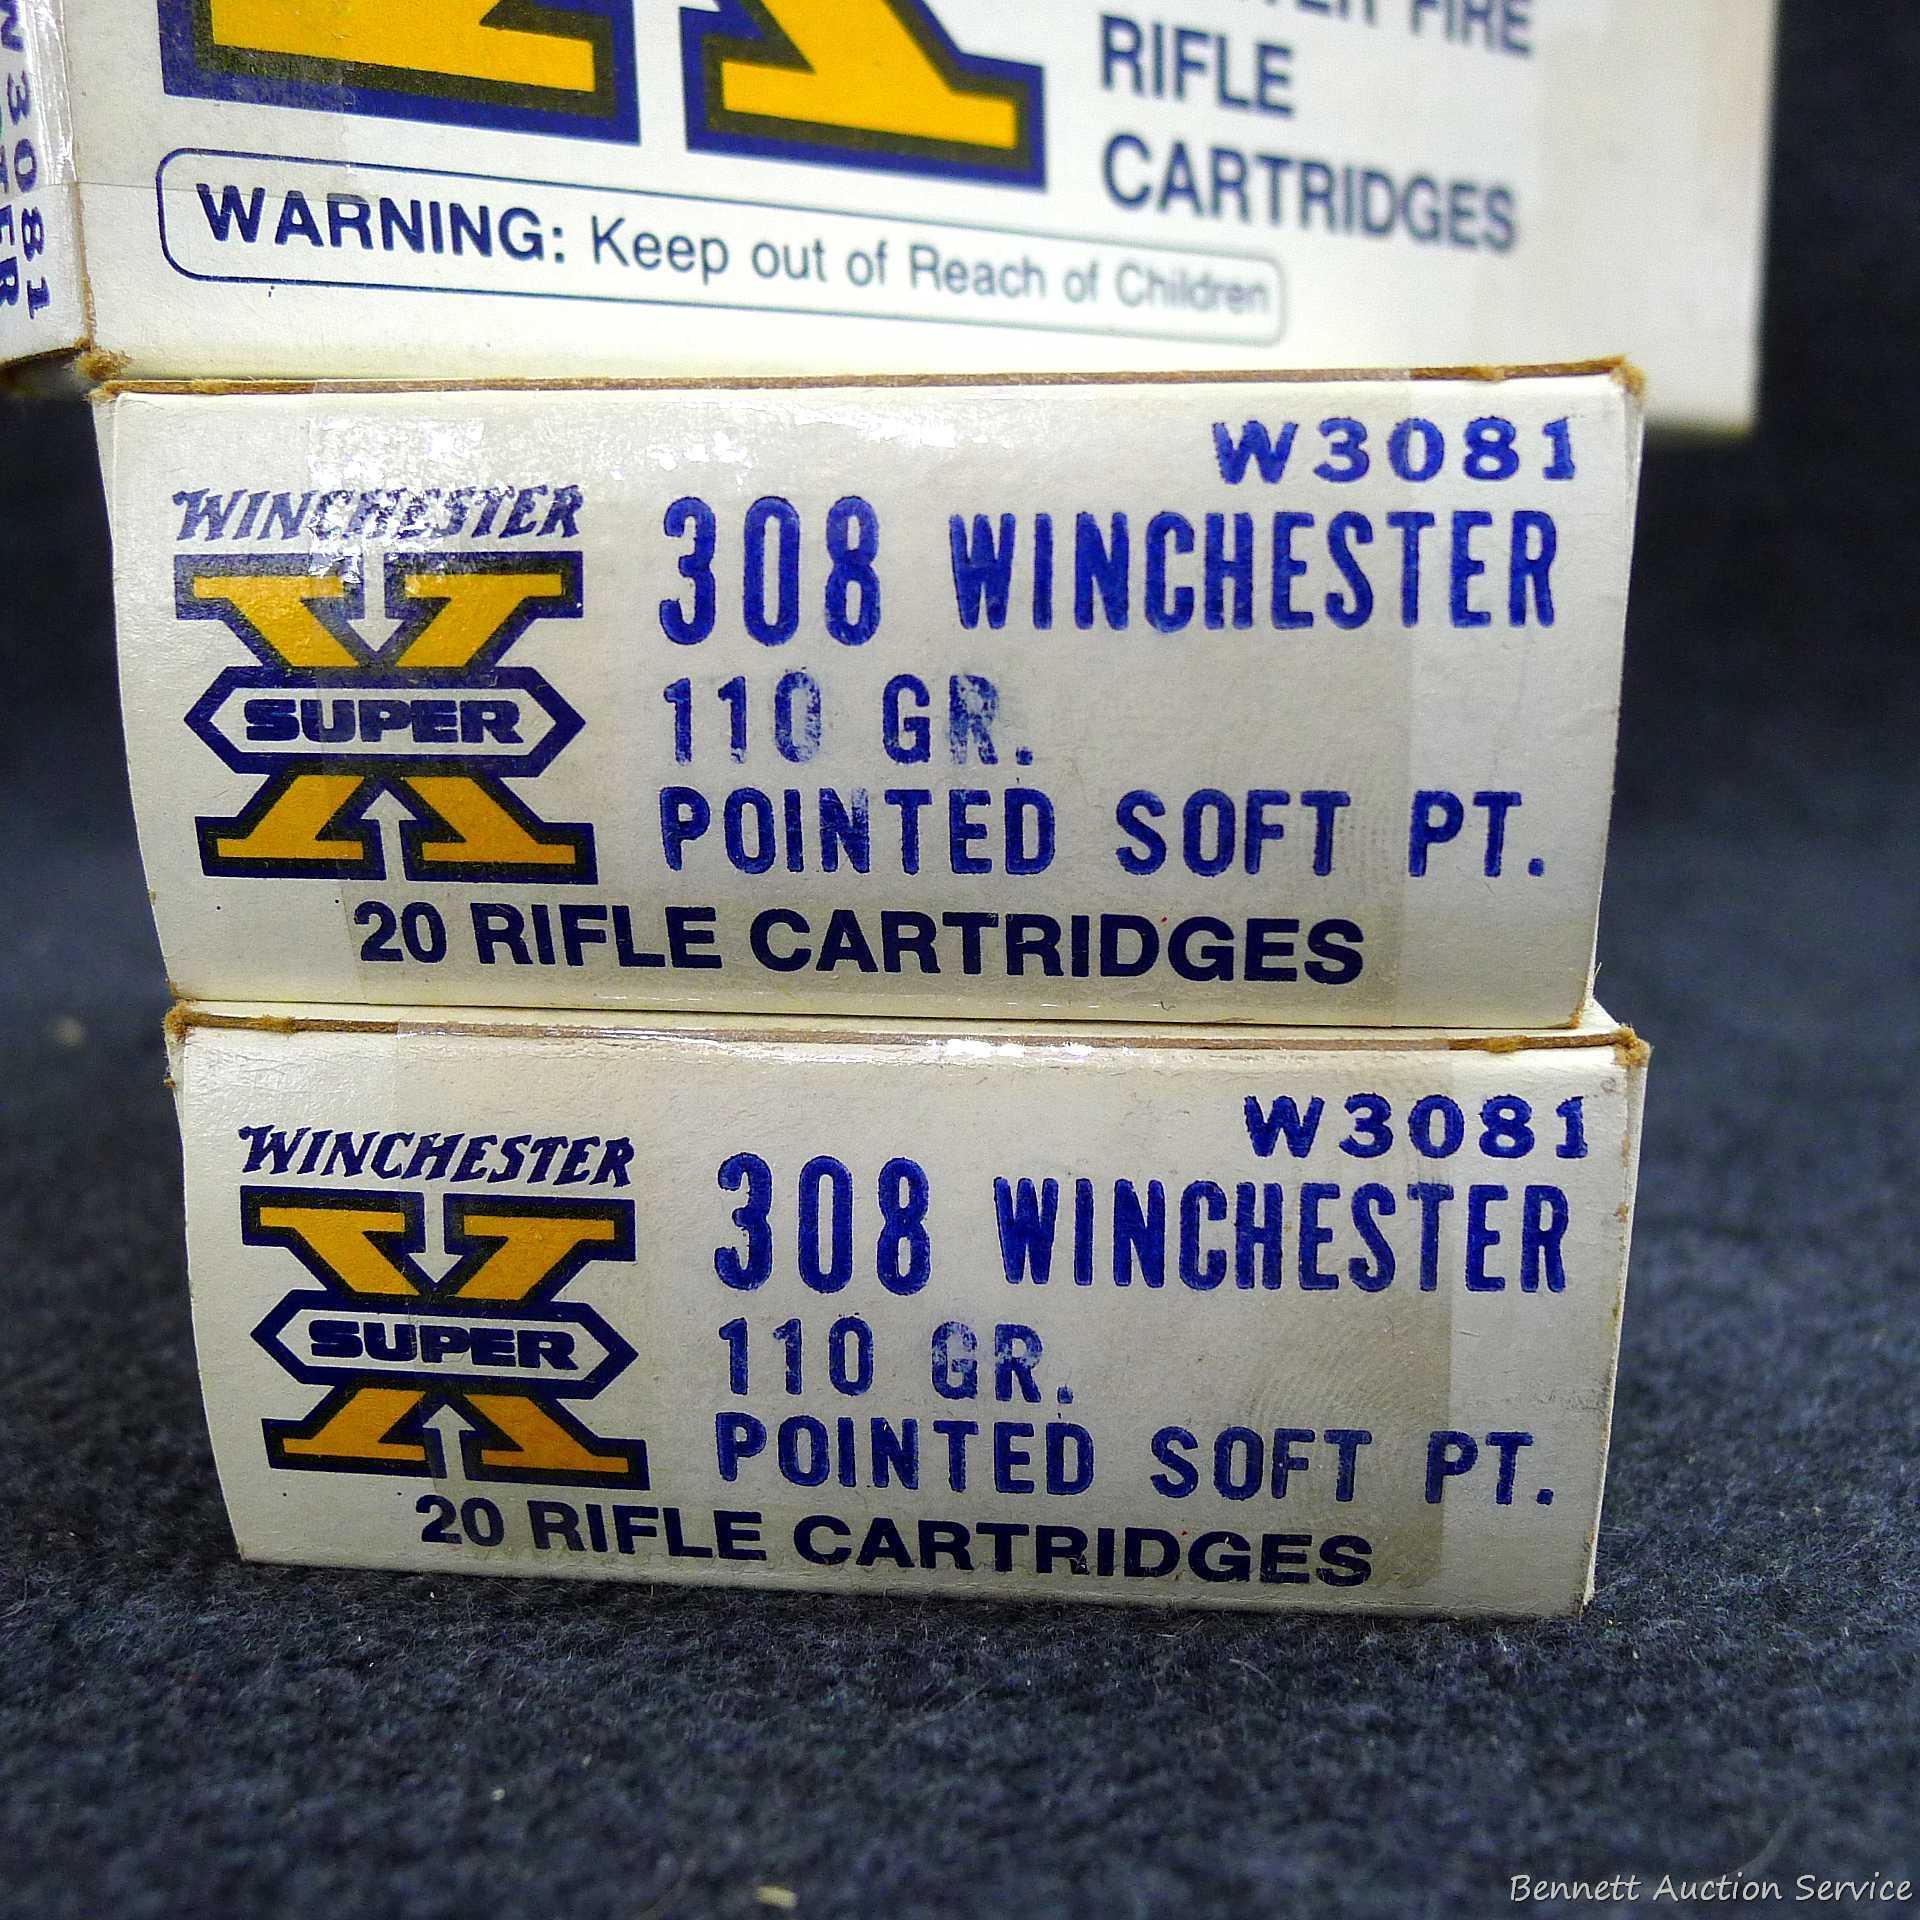 FIRE
RIFLE
CARTRIDGES
WARNING: Keep out of Reach of Children
W3081
W3081
WINCHESTER
308 WINCHESTER
SUPER
110 GR.
POINTED SOFT PT.
20 RIFLE CARTRIDGES
W3081
WINCHESTER
308 WINCHESTER
SUPER
110 GR.
POINTED SOFT PT.
20 RIFLE CARTRIDGES
Bennett Auction Service